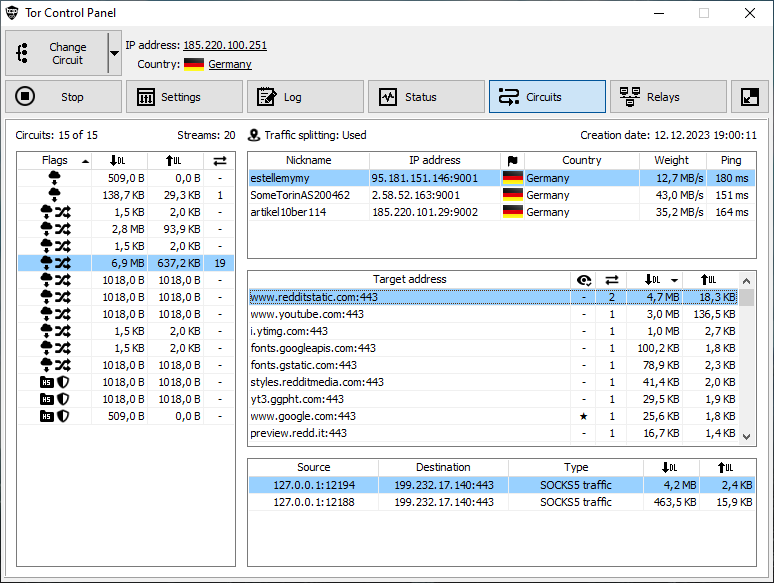 Tor Control Panel
Change Circuit
IP address: 185.220.100.251
Country: Germany
Stop Settings Log Status Circuits Relays
Circuits: 15 of 15 Streams: 20
Flags DL UL
509,0 B 0,0 B -
138,7 KB 29,3 KB 1
1,5 KB 2,0 KB -
2,8 MB 93,9 KB -
1,5 KB 2,0 KB -
6,9 MB 637,2 KB 19
1018,0 B 1018,0 B -
1018,0 B 1018,0 B -
1018,0 B 1018,0 B -
1,5 KB 2,0 KB -
1,5 KB 2,0 KB -
1018,0 B 1018,0 B -
HS 1018,0 B 1018,0 B -
HS 1018,0 B 1018,0 B -
HS 509,0 B 0,0 B -
Traffic splitting: Used Creation date: 12.12.2023 19:00:11
Nickname IP address Country Weight Ping
estellemymy 95.181.151.146:9001 Germany 12,7 MB/s 180 ms
SomeTorinAS200462 2.58.52.163:9001 Germany 43,0 MB/s 151 ms
artikel10ber114 185.220.101.29:9002 Germany 35,2 MB/s 164 ms
Target address DL UL
www.redditstatic.com:443 - 2 4,7 MB 18,3 KB
www.youtube.com:443 - 1 3,0 MB 136,5 KB
i.ytimg.com:443 - 1 1,0 MB 2,7 KB
fonts.googleapis.com:443 - 1 100,2 KB 1,8 KB
fonts.gstatic.com:443 - 1 78,9 KB 2,3 KB
styles.redditmedia.com:443 - 1 41,4 KB 2,0 KB
yt3.ggpht.com:443 - 1 29,5 KB 1,9 KB
www.google.com:443 ★ 1 25,6 KB 1,8 KB
preview.redd.it:443 - 1 16,7 KB 1,4 KB
Source Destination Type DL UL
127.0.0.1:12194 199.232.17.140:443 SOCKS5 traffic 4,2 MB 2,4 KB
127.0.0.1:12188 199.232.17.140:443 SOCKS5 traffic 463,5 KB 15,9 KB